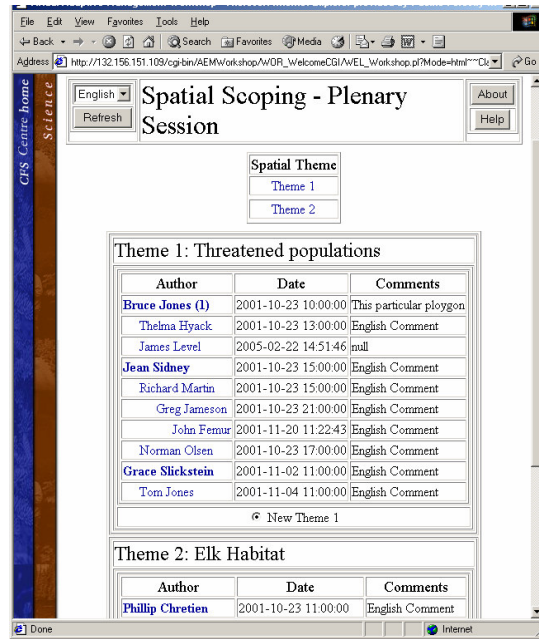 File Edit View Favorites Tools Help
Back Search Favorites Media
Address http://132.156.151.109/cgi-bin/AEMWorkshop/WOR_WelcomeCGI/WEL_Workshop.pl?Mode=html~~Cla Go
CFS Centre home
Science
English
Refresh
Spatial Scoping - Plenary
Session
About
Help
Spatial Theme
Theme 1
Theme 2
Theme 1: Threatened populations
Author Date Comments
Bruce Jones (1) 2001-10-23 10:00:00 This particular ploygon
Thelma Hyack 2001-10-23 13:00:00 English Comment
James Level 2005-02-22 14:51:46 null
Jean Sidney 2001-10-23 15:00:00 English Comment
Richard Martin 2001-10-23 15:00:00 English Comment
Greg Jameson 2001-10-23 21:00:00 English Comment
John Femur 2001-11-20 11:22:43 English Comment
Norman Olsen 2001-10-23 17:00:00 English Comment
Grace Slickstein 2001-11-02 11:00:00 English Comment
Tom Jones 2001-11-04 11:00:00 English Comment
New Theme 1
Theme 2: Elk Habitat
Author Date Comments
Phillip Chretien 2001-10-23 11:00:00 English Comment
Done Internet